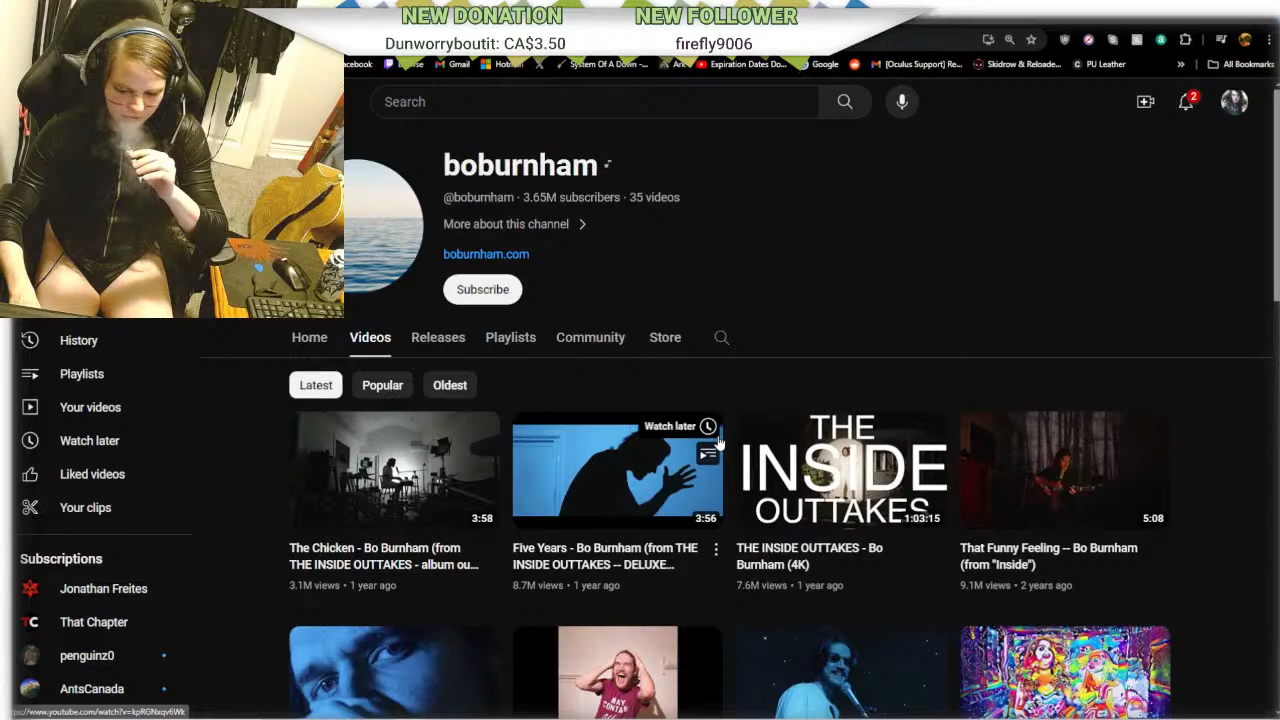 NEW DONATION
Dunworryboutit: CA$3.50
NEW FOLLOWER
firefly9006
Gmail
System Of A Down -...
Expiration Dates Do...
Google
[Oculus Support] Re...
Skidrow & Reloade...
PU Leather
»
All Bookmarks
Search
2
boburnham
@boburnham · 3.65M subscribers · 35 videos
More about this channel
boburnham.com
Subscribe
Home
Videos
Releases
Playlists
Community
Store
Latest
Popular
Oldest
History
Playlists
Your videos
Watch later
Liked videos
Your clips
Subscriptions
Jonathan Freites
TC
That Chapter
penguinz0
AntsCanada
3:58
The Chicken - Bo Burnham (from
THE INSIDE OUTTAKES - album ou...
3.1M views • 1 year ago
Watch later
3:56
Five Years - Bo Burnham (from THE
INSIDE OUTTAKES -- DELUXE...
8.7M views • 1 year ago
THE
INSIDE
OUTTAKES
1:03:15
THE INSIDE OUTTAKES - Bo
Burnham (4K)
7.6M views • 1 year ago
5:08
That Funny Feeling -- Bo Burnham
(from "Inside")
9.1M views • 2 years ago